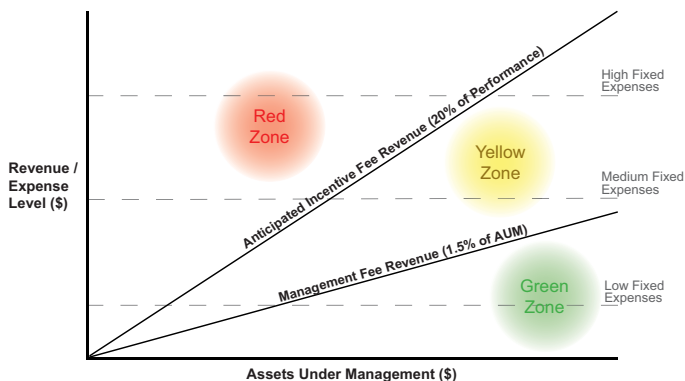 High Fixed
Expenses
Red
Zone
Anticipated Incentive Fee Revenue (20% of Performance)
Yellow
Zone
Revenue /
Expense
Level ($)
Medium Fixed
Expenses
Management Fee Revenue (1.5% of AUM)
Green
Zone
Low Fixed
Expenses
Assets Under Management ($)